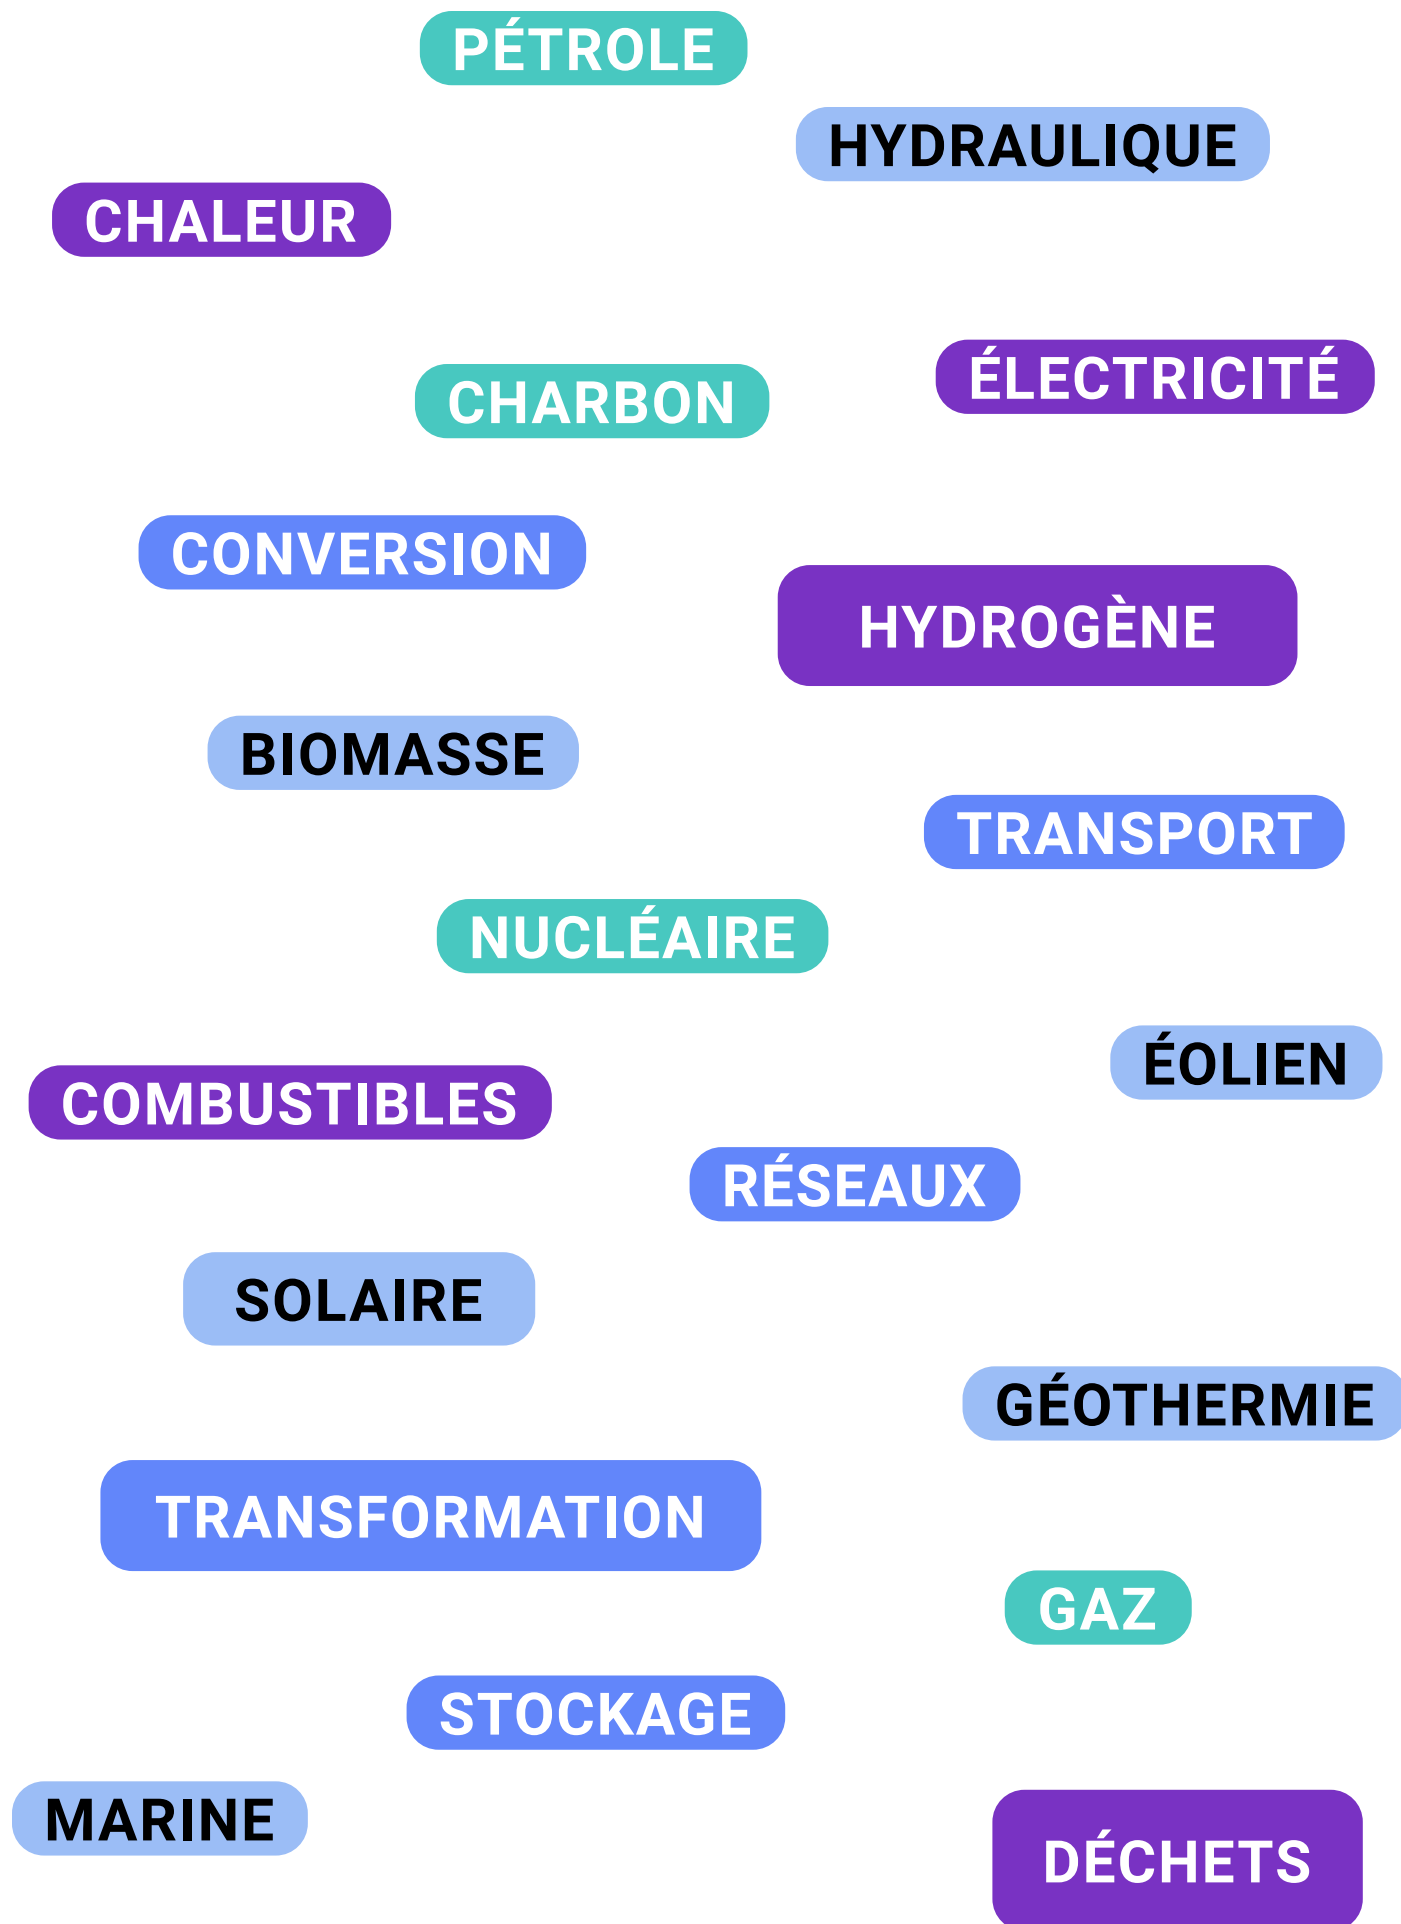 PÉTROLE
HYDRAULIQUE
CHALEUR
ÉLECTRICITÉ
CHARBON
CONVERSION
HYDROGÈNE
BIOMASSE
TRANSPORT
NUCLÉAIRE
ÉOLIEN
COMBUSTIBLES
RÉSEAUX
SOLAIRE
GÉOTHERMIE
TRANSFORMATION
GAZ
STOCKAGE
MARINE
DÉCHETS